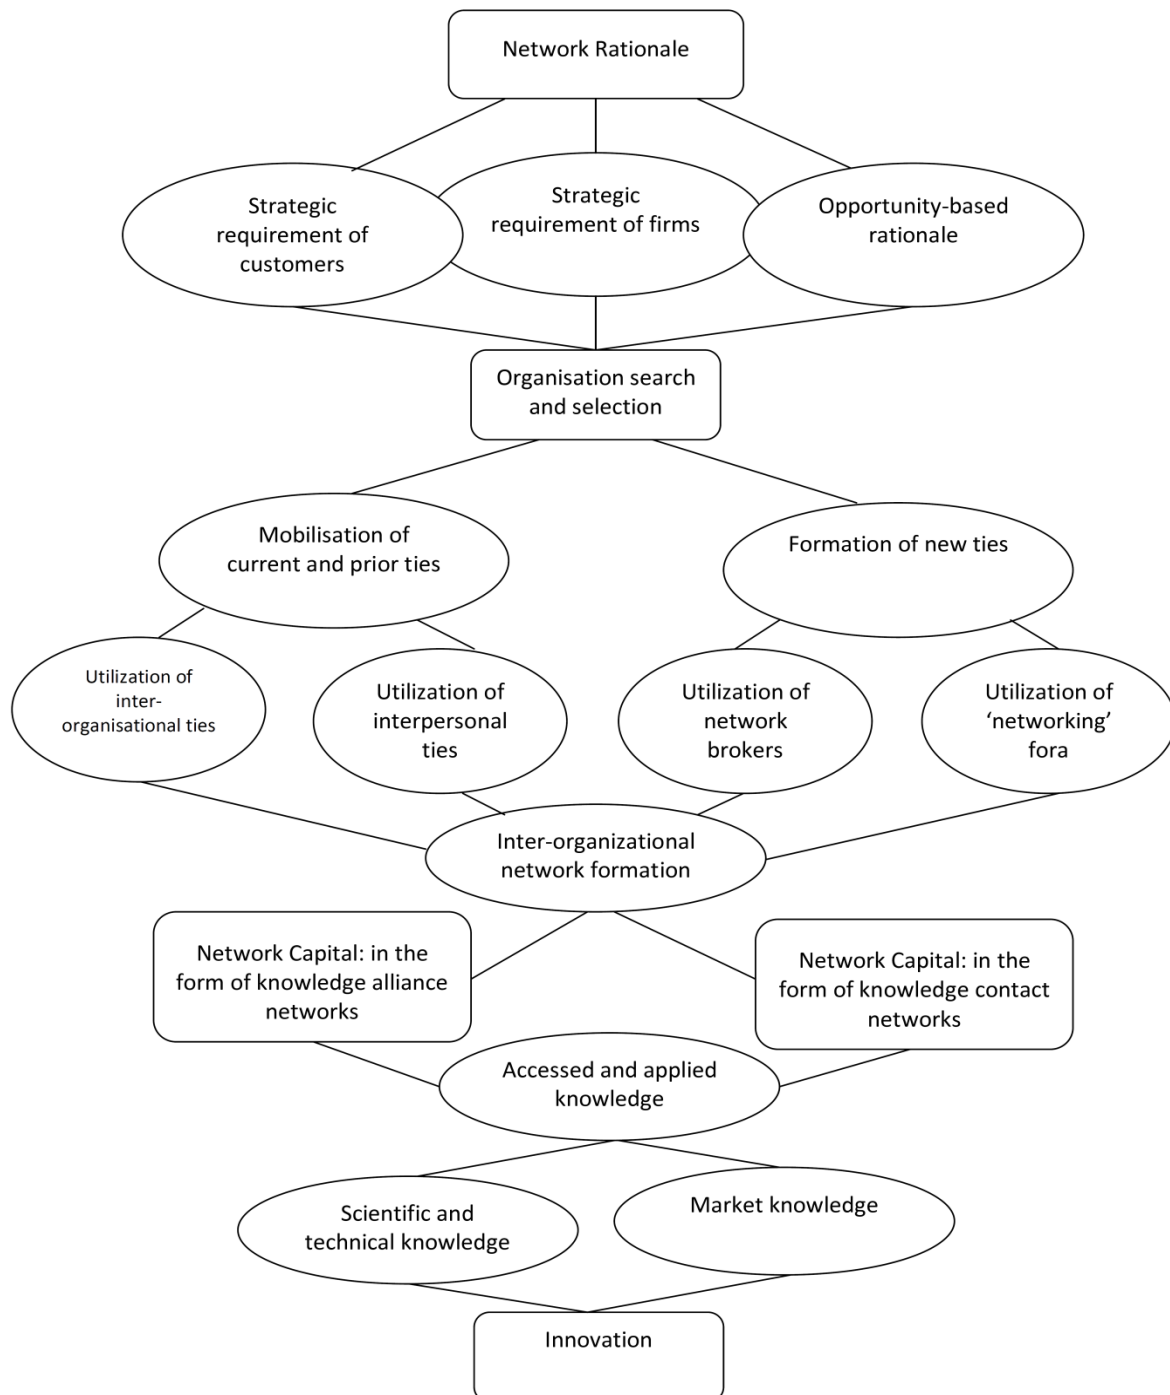 Network Rationale
Strategic
requirement of
customers
Strategic
requirement of firms
Opportunity-based
rationale
Organisation search
and selection
Mobilisation of
current and prior ties
Formation of new ties
Utilization of
inter-
organisational ties
Utilization of
interpersonal
ties
Utilization of
network
brokers
Utilization of
‘networking’
fora
Inter-organizational
network formation
Network Capital: in the
form of knowledge alliance
networks
Network Capital: in the
form of knowledge contact
networks
Accessed and applied
knowledge
Scientific and
technical knowledge
Market knowledge
Innovation